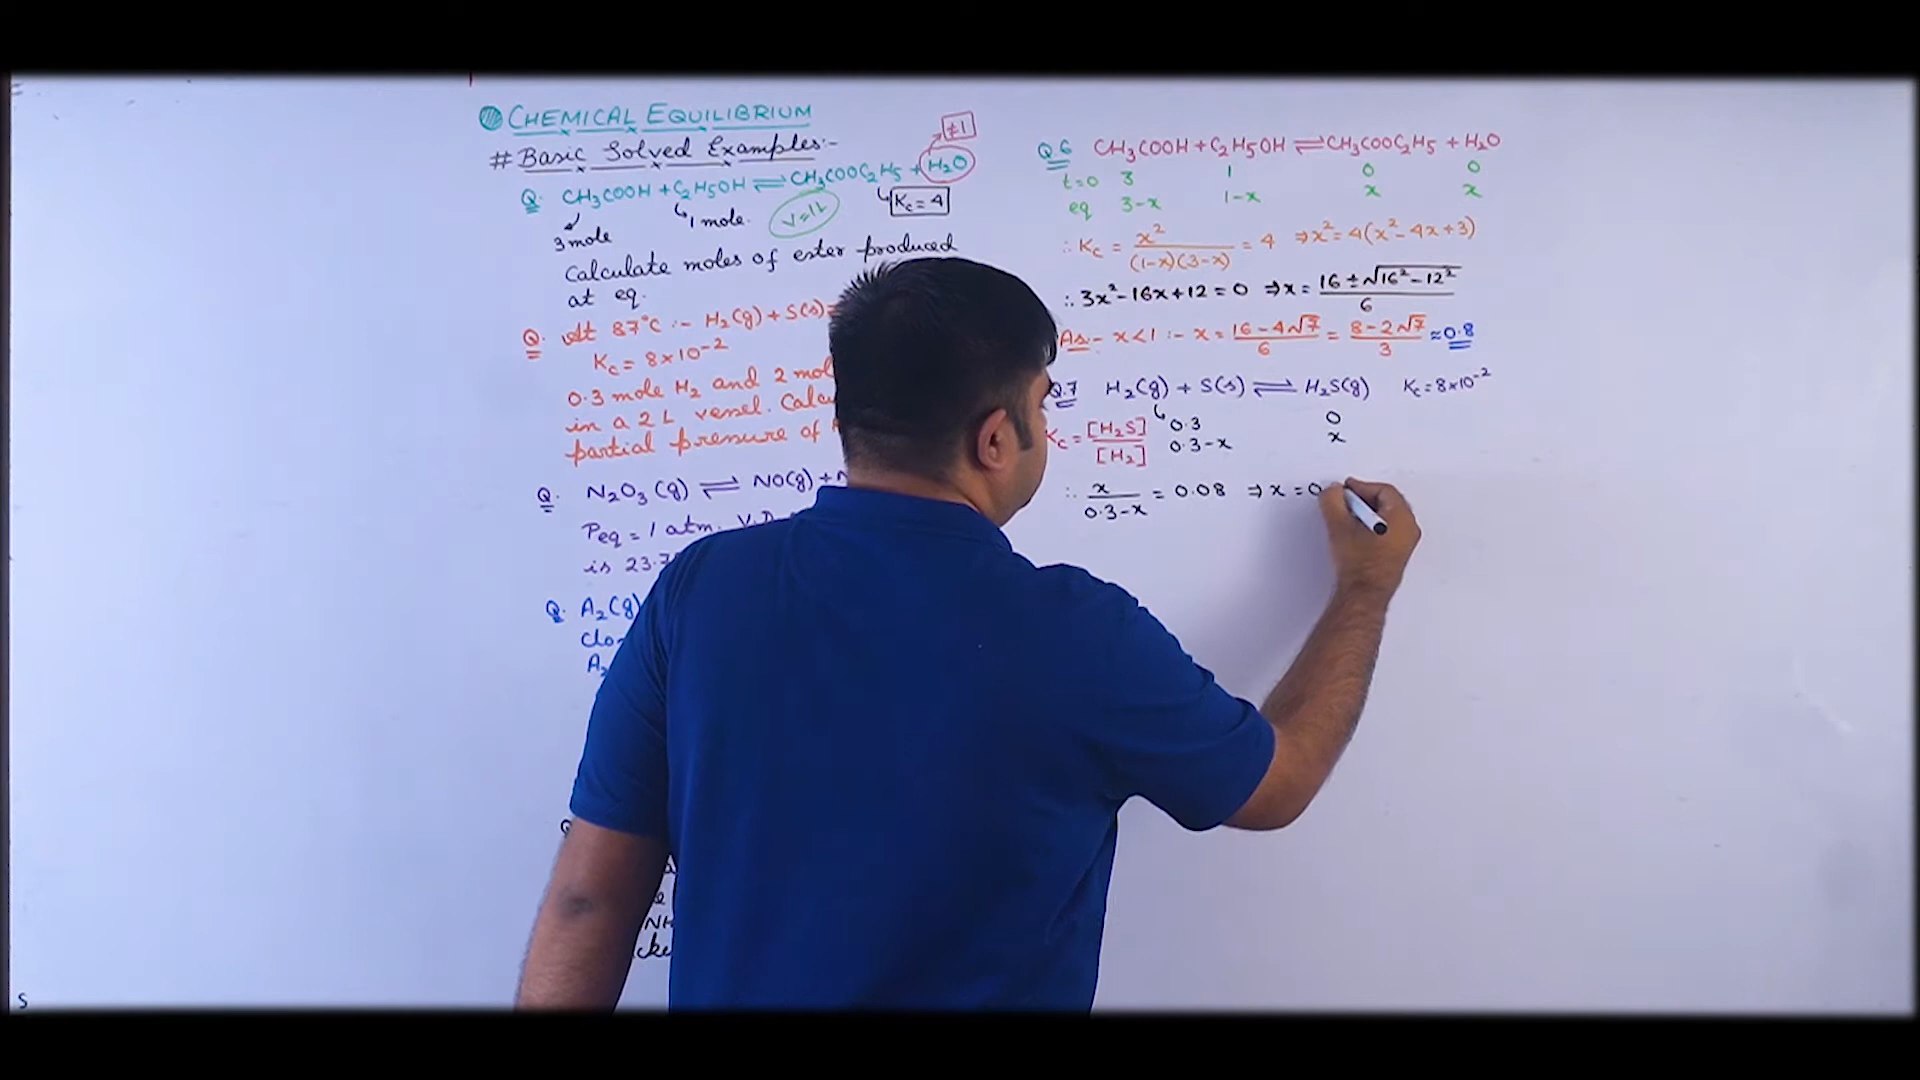 CHEMICAL EQUILIBRIUM
# Basic Solved Examples:-
≠1
Q. CH₃COOH + C₂H₅OH ⇌ CH₃COOC₂H₅ + H₂O
3 mole 1 mole. V=1L Kc = 4
Calculate moles of ester produced
at eq.
Q. At 87°C :- H₂(g) + S(s)
Kc = 8×10⁻²
0.3 mole H₂ and 2 mol
in a 2L vessel. Calcu
partial pressure of
Q. N₂O₃(g) ⇌ NO(g) +
Peq = 1 atm. V.D
is 23.7
Q. A₂(g)
Clo
A₂
NH
cke
S
Q.6 CH₃COOH + C₂H₅OH ⇌ CH₃COOC₂H₅ + H₂O
t=0 3 1 0 0
eq 3-x 1-x x x
∴ Kc = x²/(1-x)(3-x) = 4 ⇒ x² = 4(x²-4x+3)
∴ 3x²-16x+12 = 0 ⇒ x = 16±√16²-12²/6
As:- x<1 :- x = 16-4√7/6 = 8-2√7/3 ≈ 0.8
Q.7 H₂(g) + S(s) ⇌ H₂S(g) Kc = 8×10⁻²
0.3 0
Kc = [H₂S]/[H₂] 0.3-x x
∴ x/0.3-x = 0.08 ⇒ x = 0